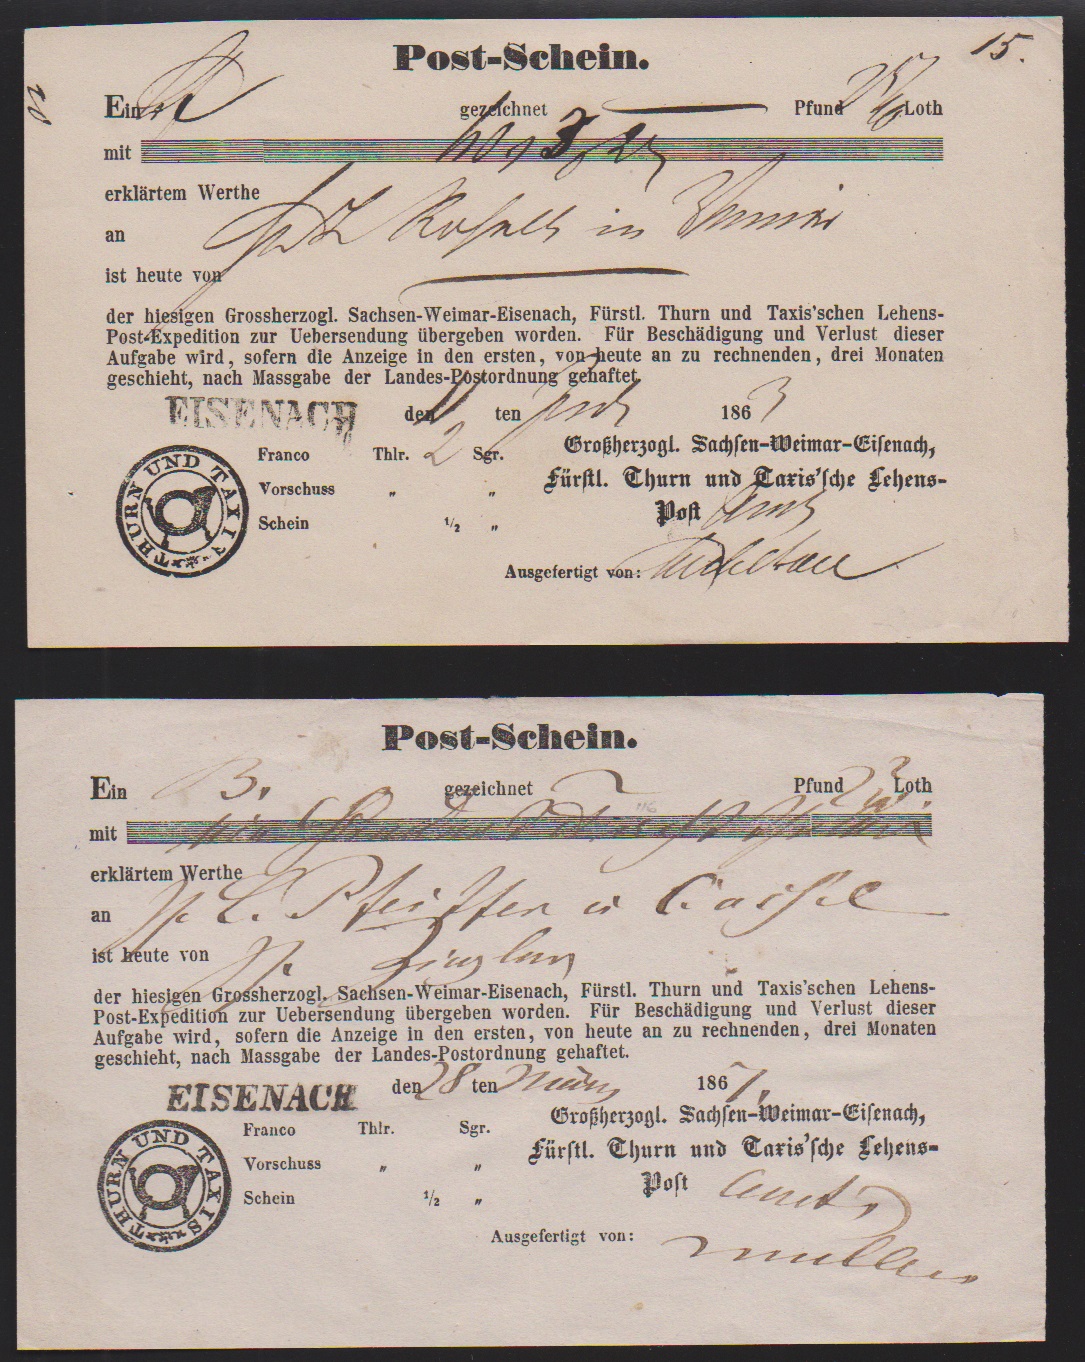 Post-Schein.
15.
Ein gezeichnet Pfund Loth
mit
erklärtem Werthe
an in
ist heute von
der hiesigen Grossherzogl. Sachsen-Weimar-Eisenach, Fürstl. Thurn und Taxis'schen Lehens-
Post-Expedition zur Uebersendung übergeben worden. Für Beschädigung und Verlust dieser
Aufgabe wird, sofern die Anzeige in den ersten, von heute an zu rechnenden, drei Monaten
geschieht, nach Massgabe der Landes-Postordnung gehaftet
EISENACH den ten 1863
Franco Thlr. 2 Sgr. Großherzogl. Sachsen-Weimar-Eisenach,
Vorschuss " " Fürstl. Thurn und Taxis'sche Lehens-
Schein ½ " Post
THURN UND TAXIS
Ausgefertigt von:
Post-Schein.
Ein B. gezeichnet Pfund 23 Loth
mit
erklärtem Werthe
an C. Pfeiffer in Cassel
ist heute von
der hiesigen Grossherzogl. Sachsen-Weimar-Eisenach, Fürstl. Thurn und Taxis'schen Lehens-
Post-Expedition zur Uebersendung übergeben worden. Für Beschädigung und Verlust dieser
Aufgabe wird, sofern die Anzeige in den ersten, von heute an zu rechnenden, drei Monaten
geschieht, nach Massgabe der Landes-Postordnung gehaftet.
EISENACH den 28 ten März 1867.
Franco Thlr. Sgr. Großherzogl. Sachsen-Weimar-Eisenach,
Vorschuss " " Fürstl. Thurn und Taxis'sche Lehens-
Schein ½ " Post
THURN UND TAXIS
Ausgefertigt von: